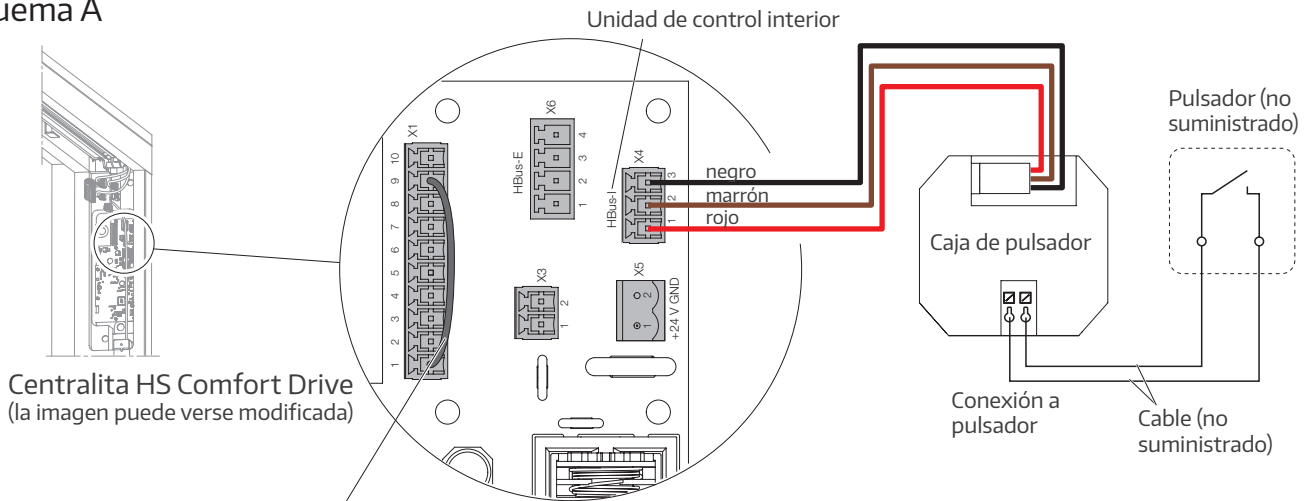 uema A
Unidad de control interior
Pulsador (no
suministrado)
X1
10
9
8
7
6
5
4
3
2
1
X6
HBus-E
4
3
2
1
X4
HBus-I
3
2
1
negro
marrón
rojo
X3
2
1
X5
2
1
+24 V GND
Caja de pulsador
Centralita HS Comfort Drive
(la imagen puede verse modificada)
Conexión a
pulsador
Cable (no
suministrado)